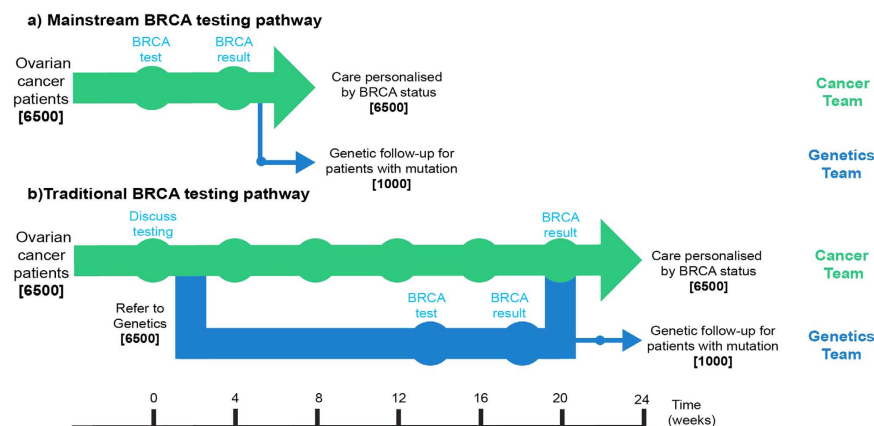 a) Mainstream BRCA testing pathway
BRCA
test
BRCA
result
Ovarian
cancer
patients
[6500]
Care personalised
by BRCA status
[6500]
Cancer
Team
Genetic follow-up for
patients with mutation
[1000]
Genetics
Team
b)Traditional BRCA testing pathway
Discuss
testing
BRCA
result
Ovarian
cancer
patients
[6500]
Care personalised
by BRCA status
[6500]
Cancer
Team
Refer to
Genetics
[6500]
BRCA
test
BRCA
result
Genetic follow-up for
patients with mutation
[1000]
Genetics
Team
0 4 8 12 16 20 24
Time
(weeks)